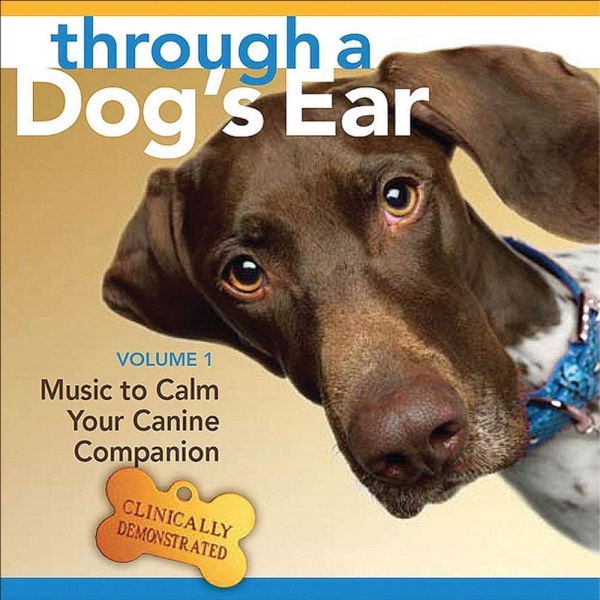 through a
Dog's Ear
VOLUME 1
Music to Calm
Your Canine
Companion
CLINICALLY
DEMONSTRATED